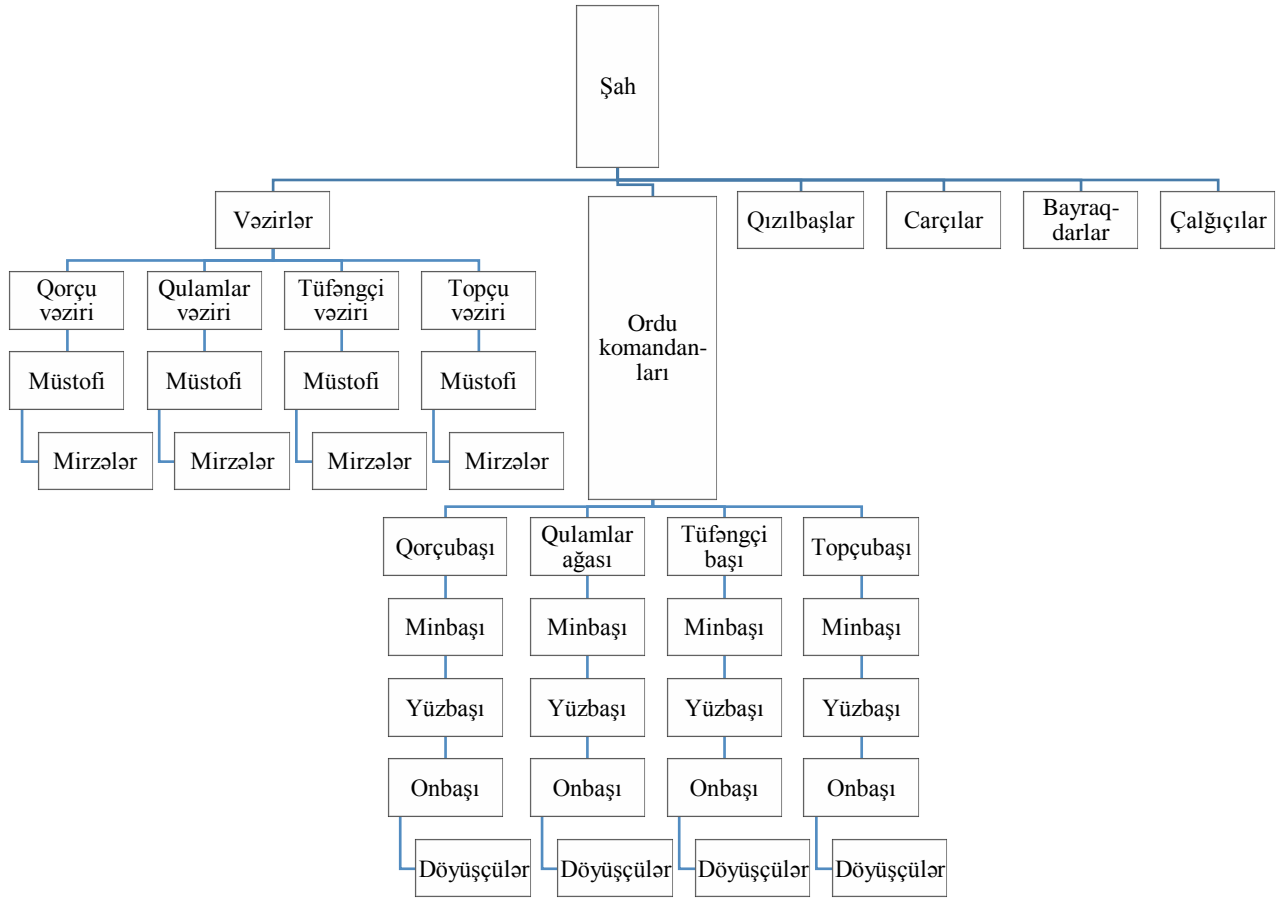 Şah
Vəzirlər
Qızılbaşlar
Carçılar
Bayraq-
darlar
Çalğıçılar
Qorçu
vəziri
Qulamlar
vəziri
Tüfəngçi
vəziri
Topçu
vəziri
Müstofi
Müstofi
Müstofi
Müstofi
Mirzələr
Mirzələr
Mirzələr
Mirzələr
Ordu
komandan-
ları
Qorçubaşı
Qulamlar
ağası
Tüfəngçi
başı
Topçubaşı
Minbaşı
Minbaşı
Minbaşı
Minbaşı
Yüzbaşı
Yüzbaşı
Yüzbaşı
Yüzbaşı
Onbaşı
Onbaşı
Onbaşı
Onbaşı
Döyüşçülər
Döyüşçülər
Döyüşçülər
Döyüşçülər